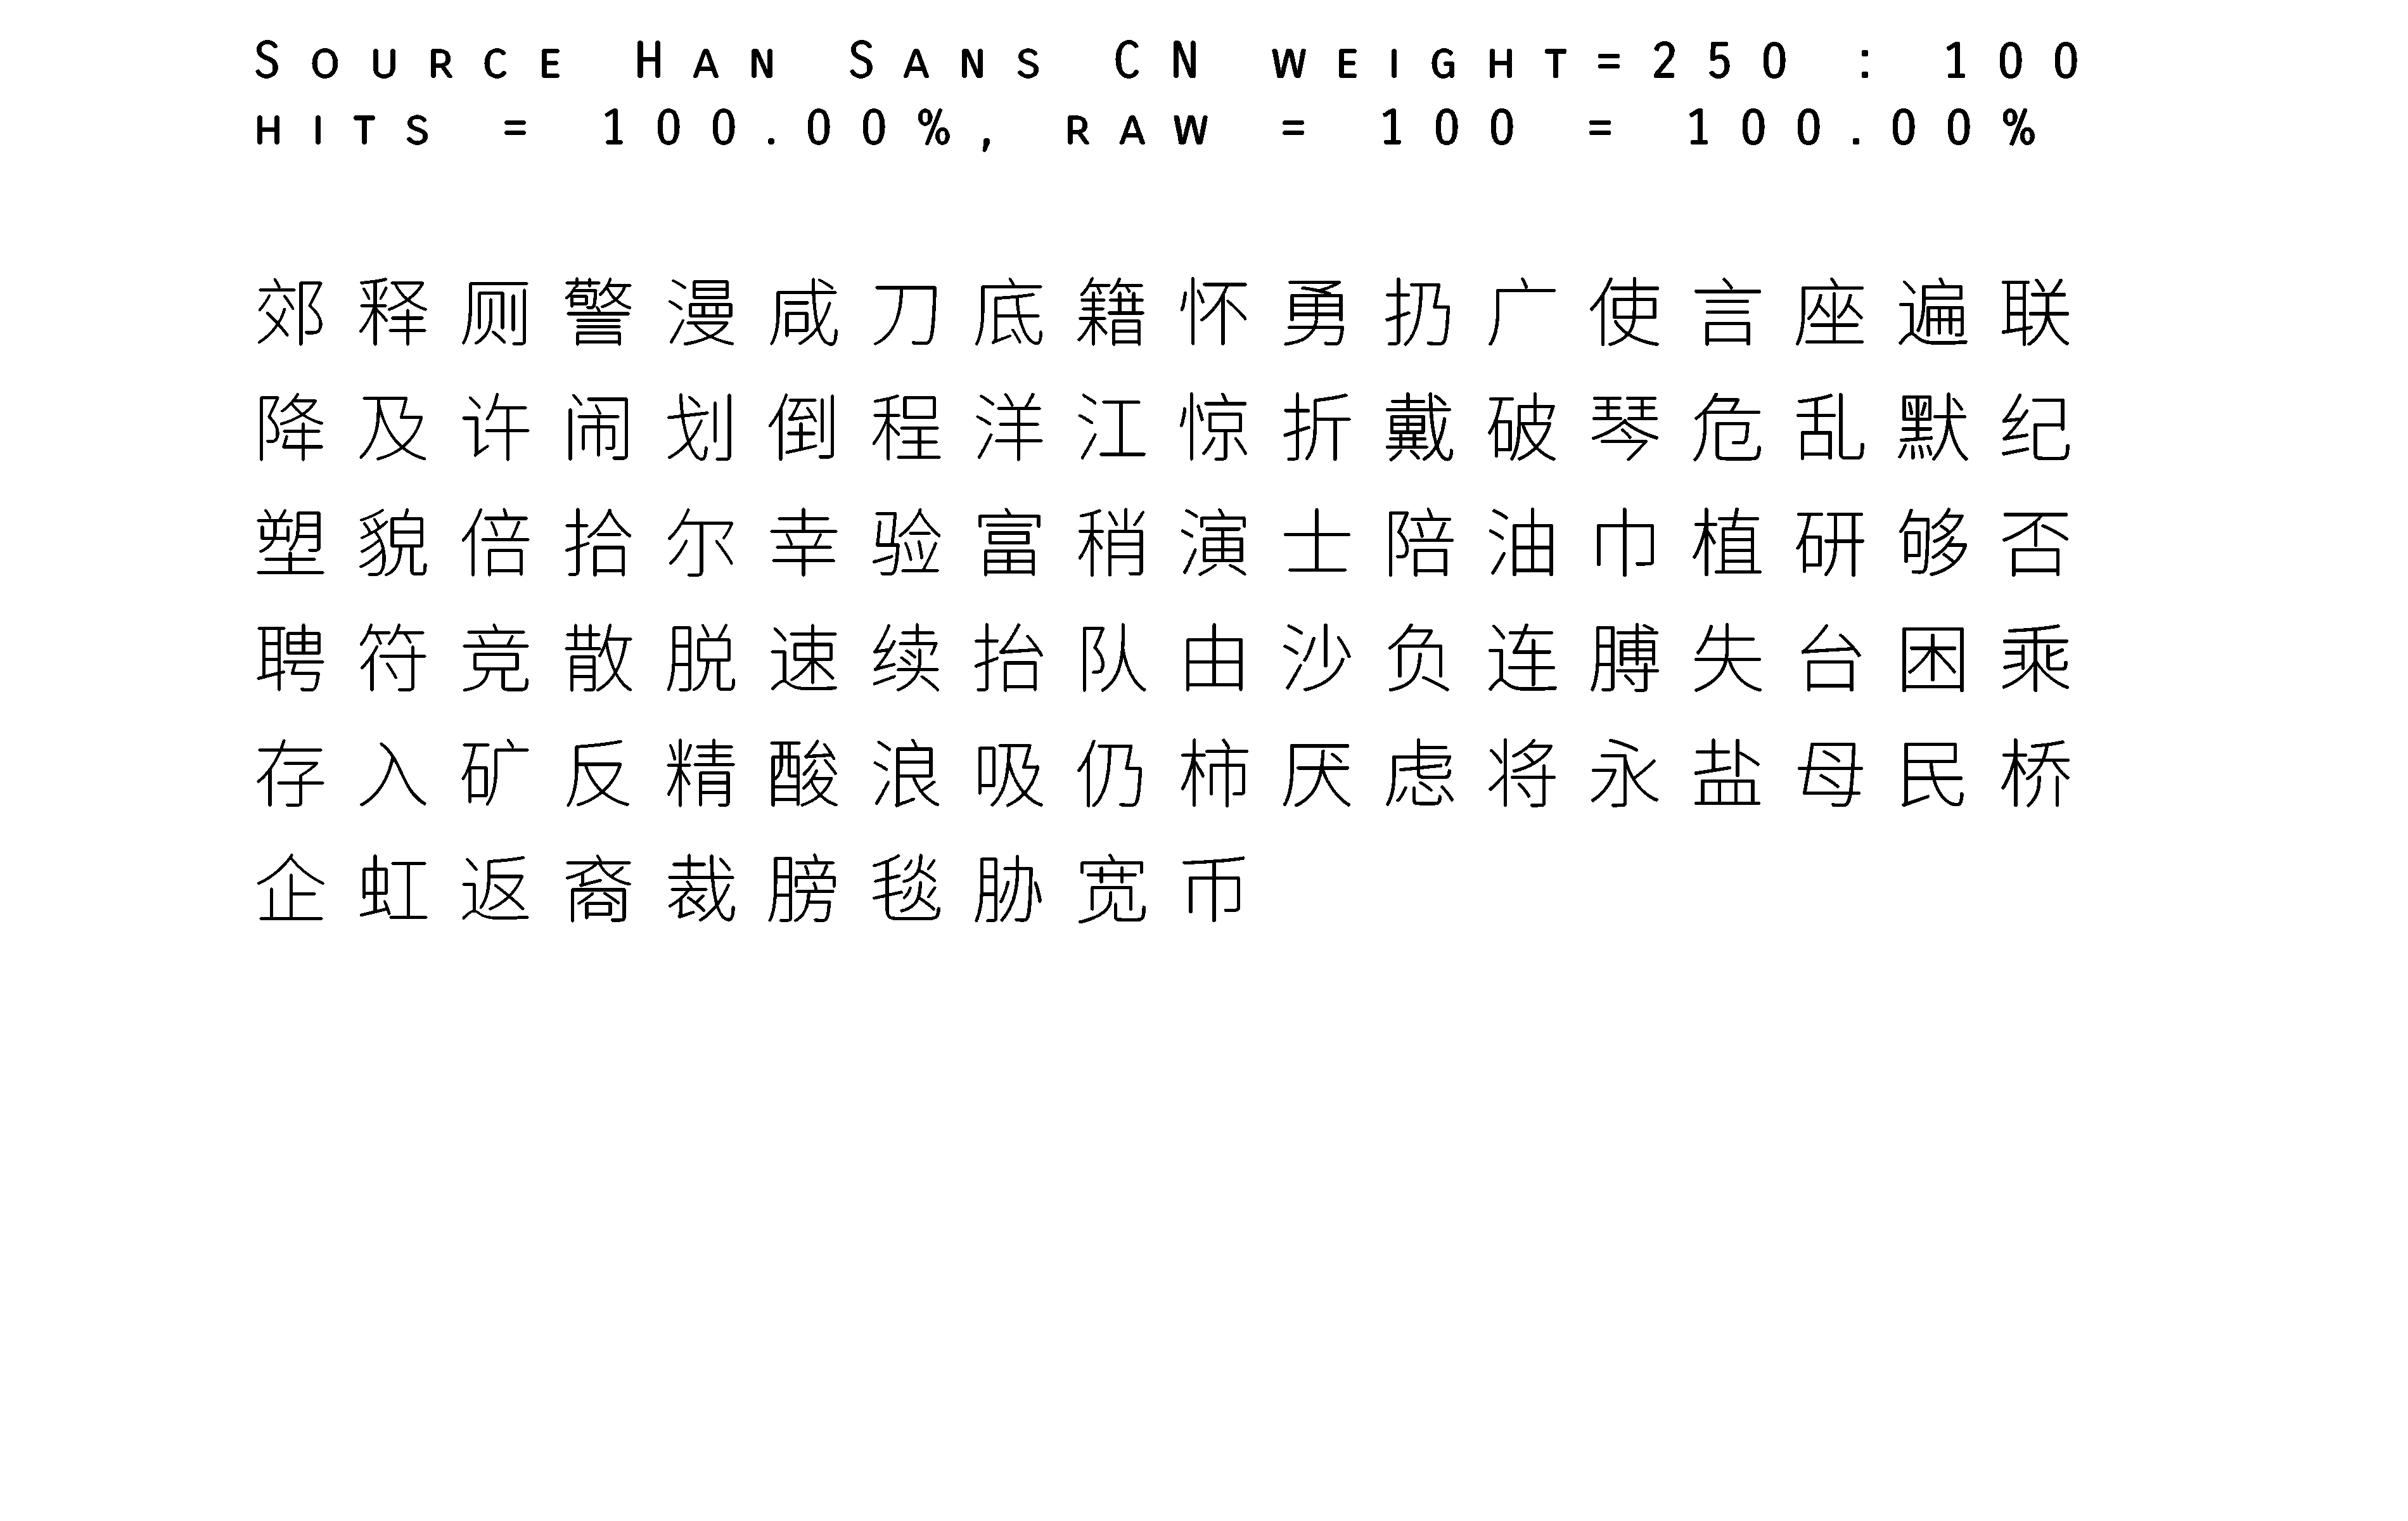 Source Han Sans CN weight=250 : 100
hits = 100.00%, raw = 100 = 100.00%
郊释厕警漫咸刀底籍怀勇扔广使言座遍联
降及许闹划倒程洋江惊折戴破琴危乱默纪
塑貌倍拾尔幸验富稍演士陪油巾植研够否
聘符竞散脱速续抬队由沙负连膊失台困乘
存入矿反精酸浪吸仍柿厌虑将永盐母民桥
企虹返裔裁膀毯胁宽币